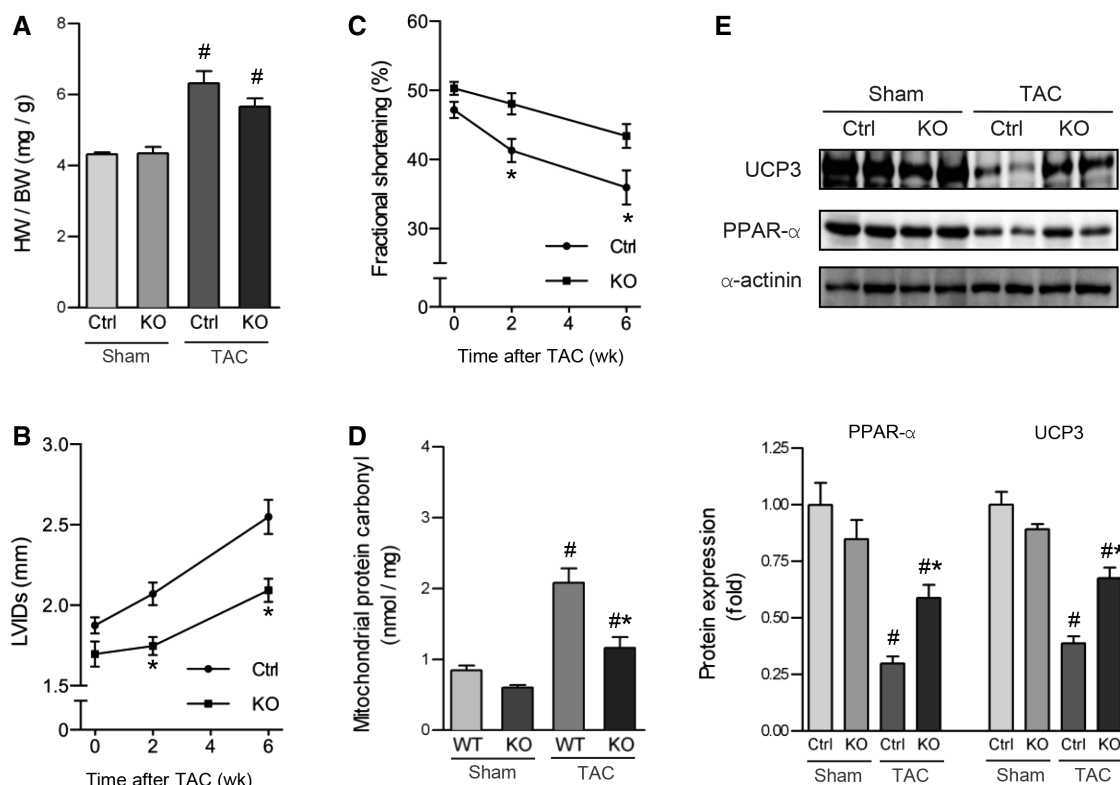 A
HW / BW (mg / g)
8
6
4
2
0
#
#
Ctrl KO Ctrl KO
Sham TAC
B
LVIDs (mm)
3.0
2.5
2.0
1.5
0
*
*
Ctrl
KO
0 2 4 6
Time after TAC (wk)
C
Fractional shortening (%)
60
50
40
30
0
*
*
Ctrl
KO
0 2 4 6
Time after TAC (wk)
D
Mitochondrial protein carbonyl
(nmol / mg)
4
3
2
1
0
#
#*
WT KO WT KO
Sham TAC
E
Sham TAC
Ctrl KO Ctrl KO
UCP3
PPAR-α
α-actinin
PPAR-α UCP3
Protein expression
(fold)
1.25
1.00
0.75
0.50
0.25
0.00
#
#*
#
#*
Ctrl KO Ctrl KO Ctrl KO Ctrl KO
Sham TAC Sham TAC